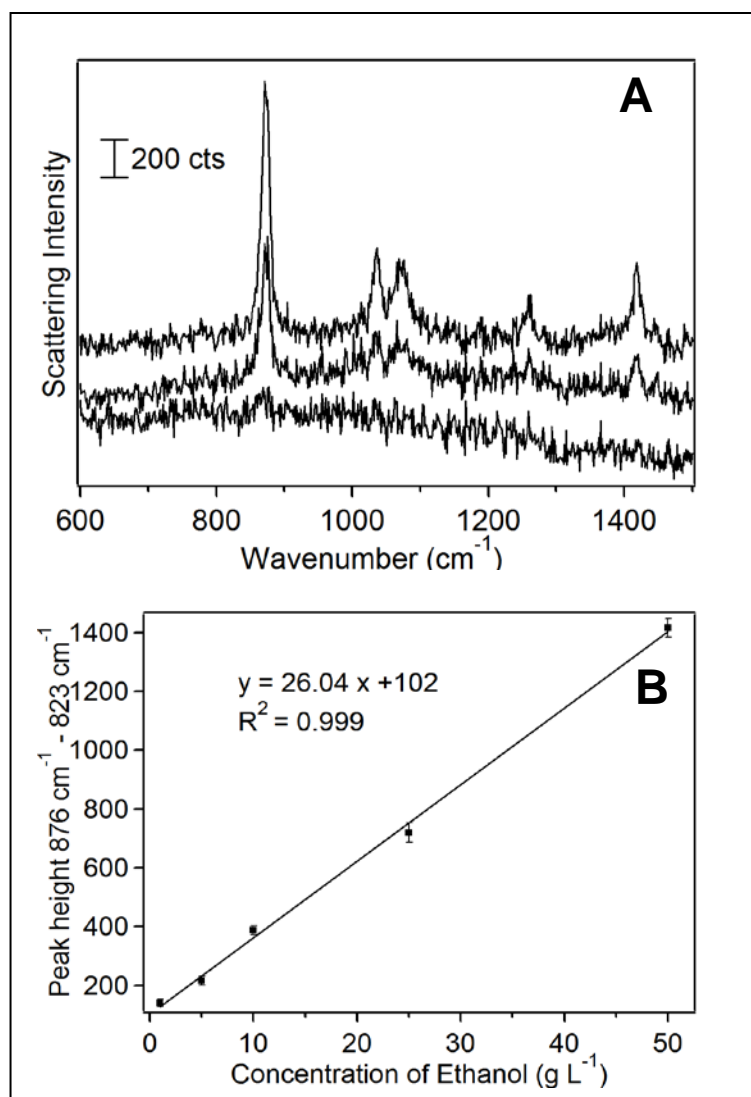 A
200 cts
Scattering Intensity
600 800 1000 1200 1400
Wavenumber (cm⁻¹)
B
y = 26.04 x +102
R² = 0.999
Peak height 876 cm⁻¹ - 823 cm⁻¹
1400
1200
1000
800
600
400
200
0 10 20 30 40 50
Concentration of Ethanol (g L⁻¹)